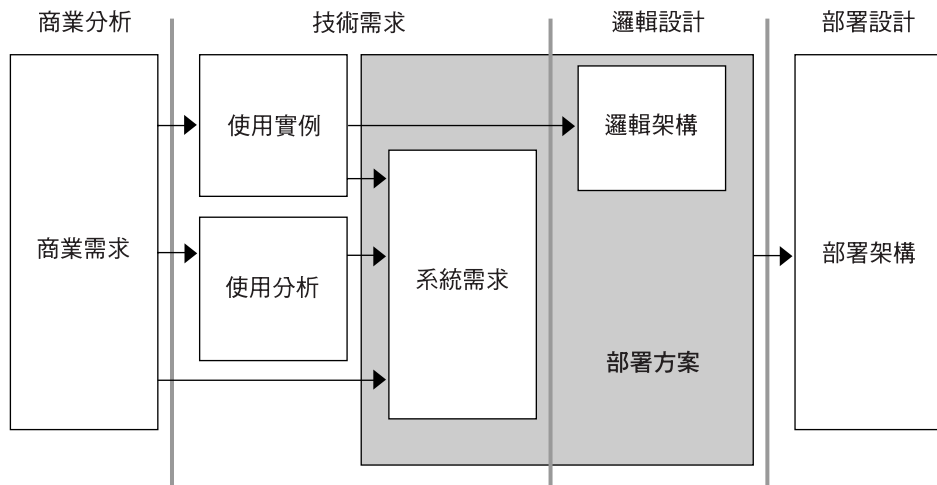 商業分析
技術需求
邏輯設計
部署設計
使用實例
邏輯架構
商業需求
部署架構
使用分析
系統需求
部署方案